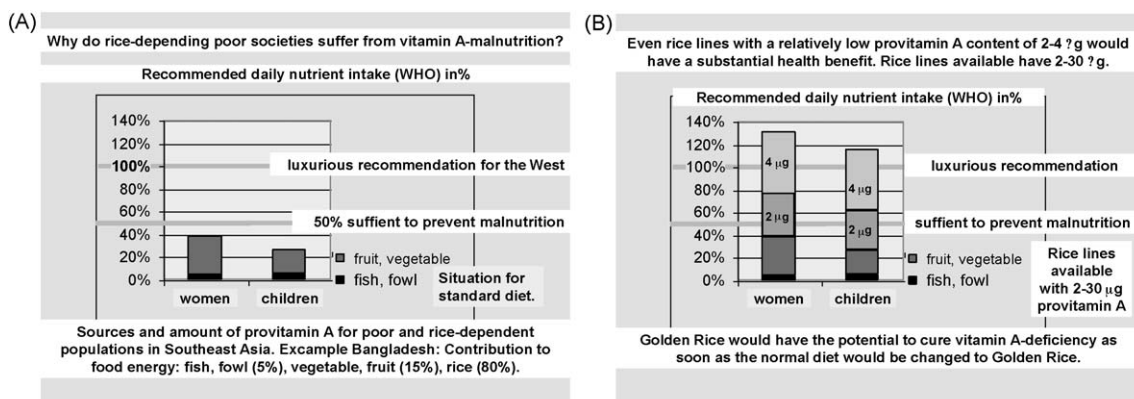 (A)
Why do rice-depending poor societies suffer from vitamin A-malnutrition?
Recommended daily nutrient intake (WHO) in%
140%
120%
100%
luxurious recommendation for the West
80%
60%
50% suffient to prevent malnutrition
40%
20%
0%
fruit, vegetable
fish, fowl
Situation for
standard diet.
women
children
Sources and amount of provitamin A for poor and rice-dependent
populations in Southeast Asia. Excample Bangladesh: Contribution to
food energy: fish, fowl (5%), vegetable, fruit (15%), rice (80%).
(B)
Even rice lines with a relatively low provitamin A content of 2-4 ?g would
have a substantial health benefit. Rice lines available have 2-30 ?g.
Recommended daily nutrient intake (WHO) in%
140%
120%
100%
luxurious recommendation
80%
60%
suffient to prevent malnutrition
40%
20%
0%
4 µg
2 µg
4 µg
2 µg
fruit, vegetable
fish, fowl
Rice lines
available
with 2-30 µg
provitamin A
women
children
Golden Rice would have the potential to cure vitamin A-deficiency as
soon as the normal diet would be changed to Golden Rice.